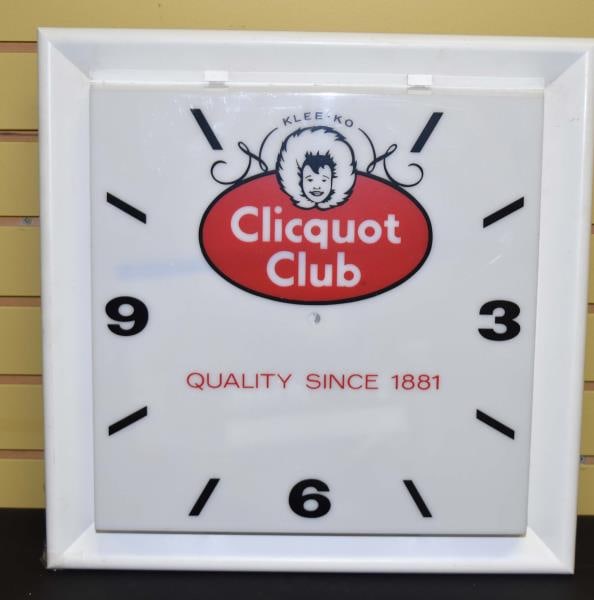 KLEE-KO
Clicquot
Club
9
3
QUALITY SINCE 1881
6